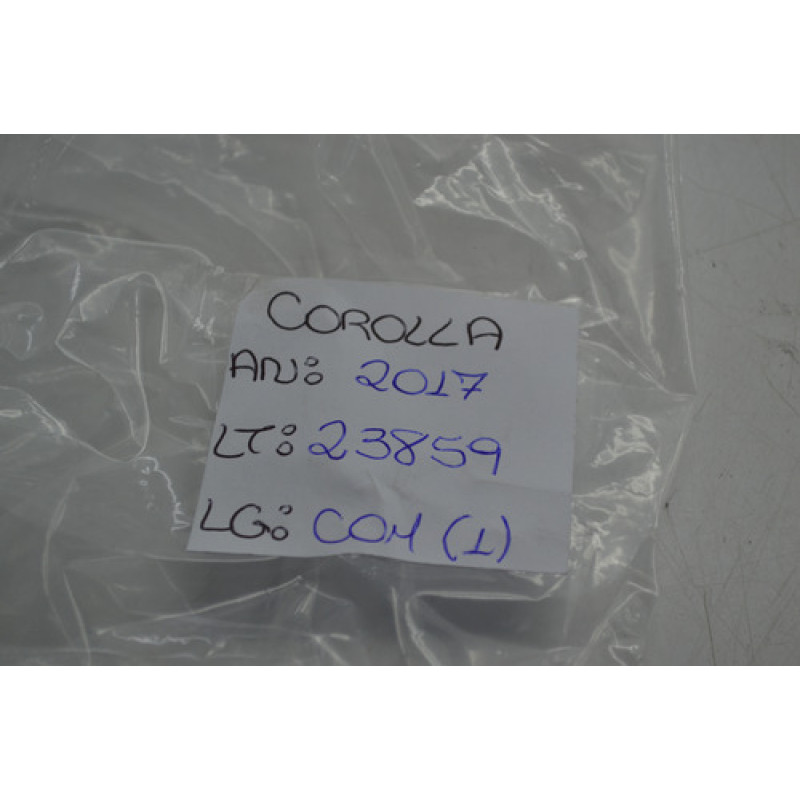 COROLLA
AN: 2017
LT: 23859
LG: COM (1)